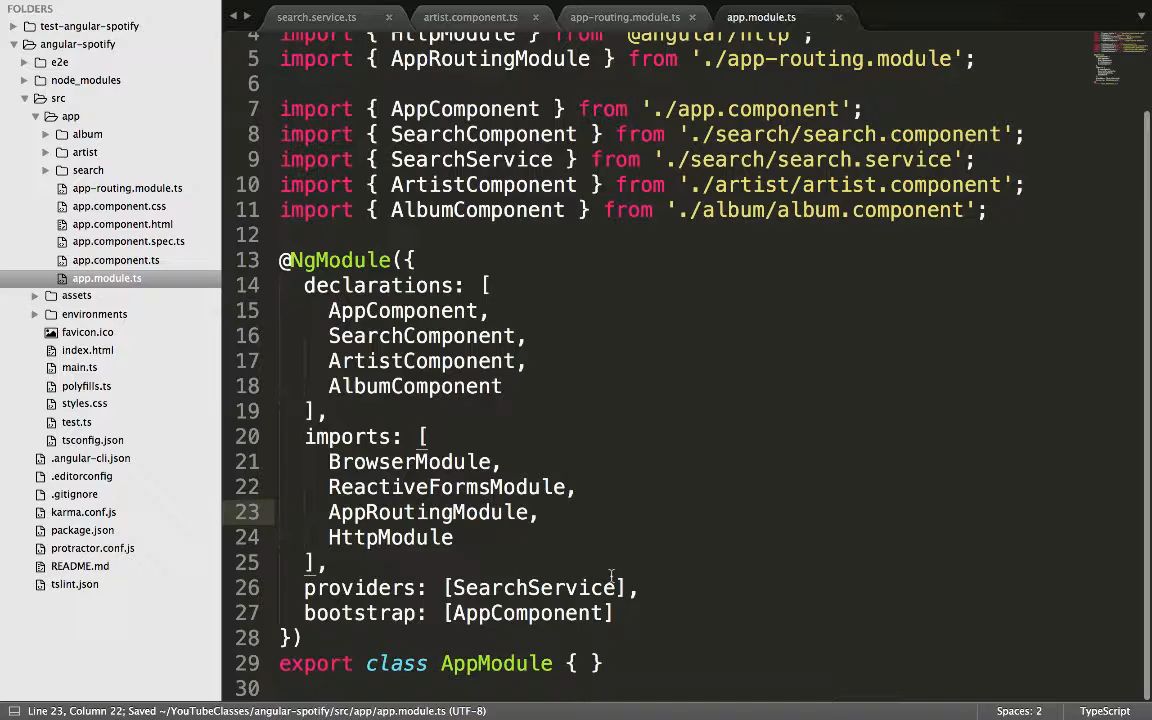 FOLDERS
test-angular-spotify
angular-spotify
e2e
node_modules
src
app
album
artist
search
app-routing.module.ts
app.component.css
app.component.html
app.component.spec.ts
app.component.ts
app.module.ts
assets
environments
favicon.ico
index.html
main.ts
polyfills.ts
styles.css
test.ts
tsconfig.json
.angular-cli.json
.editorconfig
.gitignore
karma.conf.js
package.json
protractor.conf.js
README.md
tslint.json
search.service.ts × artist.component.ts × app-routing.module.ts × app.module.ts ×
4 import { HttpModule } from '@angular/http';
5 import { AppRoutingModule } from './app-routing.module';
6
7 import { AppComponent } from './app.component';
8 import { SearchComponent } from './search/search.component';
9 import { SearchService } from './search/search.service';
10 import { ArtistComponent } from './artist/artist.component';
11 import { AlbumComponent } from './album/album.component';
12
13 @NgModule({
14 declarations: [
15 AppComponent,
16 SearchComponent,
17 ArtistComponent,
18 AlbumComponent
19 ],
20 imports: [
21 BrowserModule,
22 ReactiveFormsModule,
23 AppRoutingModule,
24 HttpModule
25 ],
26 providers: [SearchService],
27 bootstrap: [AppComponent]
28 })
29 export class AppModule { }
30
Line 23, Column 22; Saved ~/YouTubeClasses/angular-spotify/src/app/app.module.ts (UTF-8) Spaces: 2 TypeScript